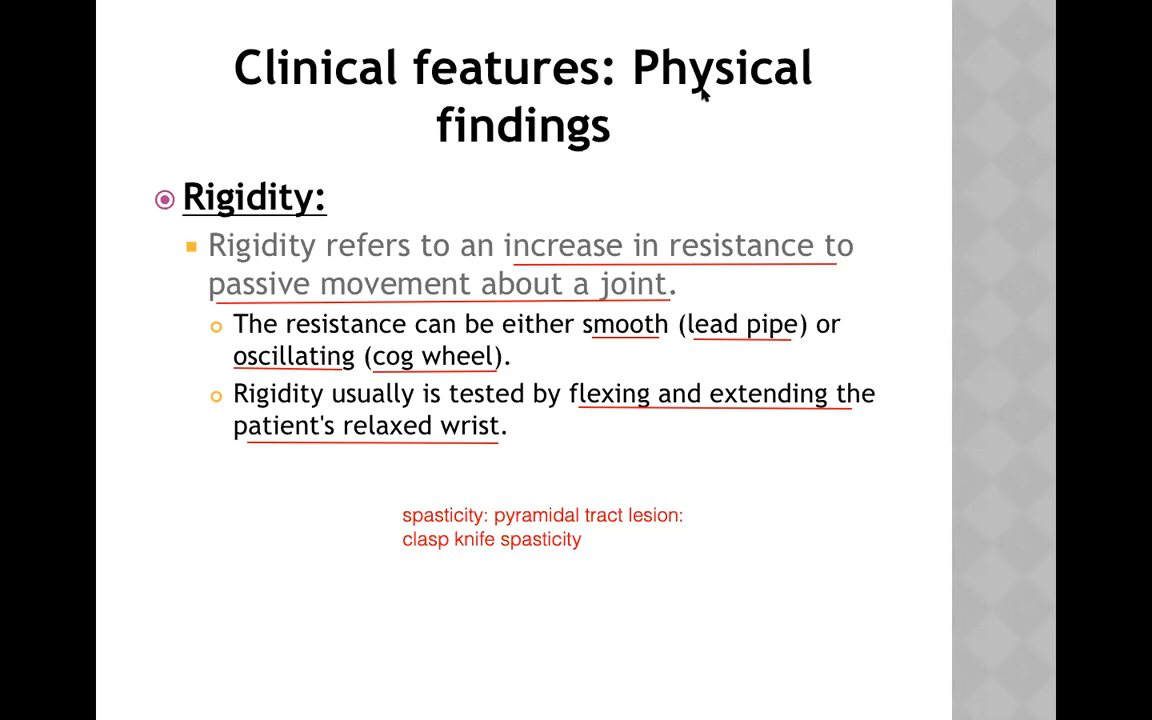 Clinical features: Physical
findings
Rigidity:
Rigidity refers to an increase in resistance to
passive movement about a joint.
The resistance can be either smooth (lead pipe) or
oscillating (cog wheel).
Rigidity usually is tested by flexing and extending the
patient's relaxed wrist.
spasticity: pyramidal tract lesion:
clasp knife spasticity